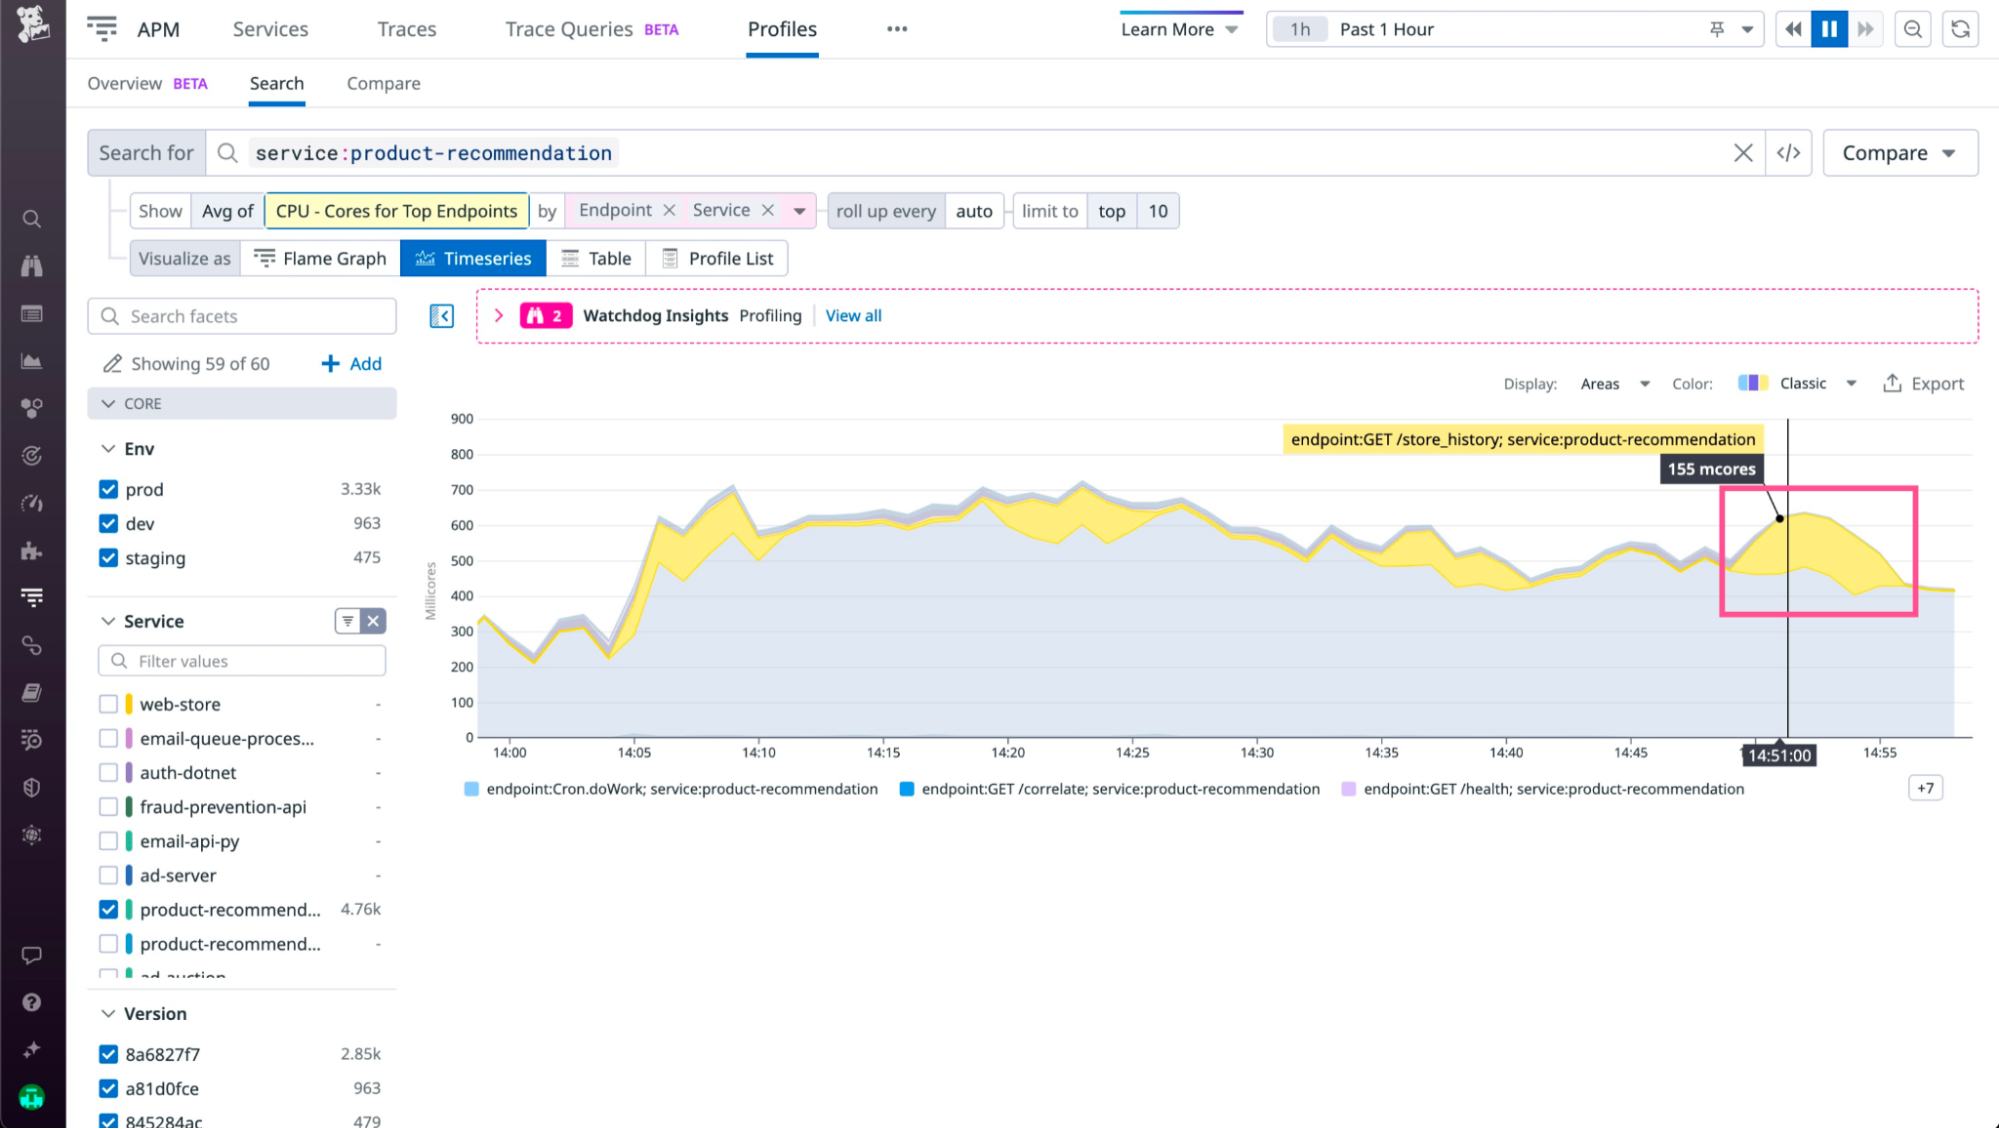 APM Services Traces Trace Queries BETA Profiles ••• Learn More 1h Past 1 Hour
Overview BETA Search Compare
Search for service:product-recommendation </> Compare
Show Avg of CPU - Cores for Top Endpoints by Endpoint Service roll up every auto limit to top 10
Visualize as Flame Graph Timeseries Table Profile List
Search facets
2 Watchdog Insights Profiling View all
Showing 59 of 60 + Add
Display: Areas Color: Classic Export
CORE
Env
prod 3.33k
dev 963
staging 475
Service
Filter values
web-store -
email-queue-proces... -
auth-dotnet -
fraud-prevention-api -
email-api-py -
ad-server -
product-recommend... 4.76k
product-recommend... -
ad-auction
Version
8a6827f7 2.85k
a81d0fce 963
845284ac 479
Millicores
900
800
700
600
500
400
300
200
100
0
endpoint:GET /store_history; service:product-recommendation
155 mcores
14:00 14:05 14:10 14:15 14:20 14:25 14:30 14:35 14:40 14:45 14:51:00 14:55
endpoint:Cron.doWork; service:product-recommendation endpoint:GET /correlate; service:product-recommendation endpoint:GET /health; service:product-recommendation +7